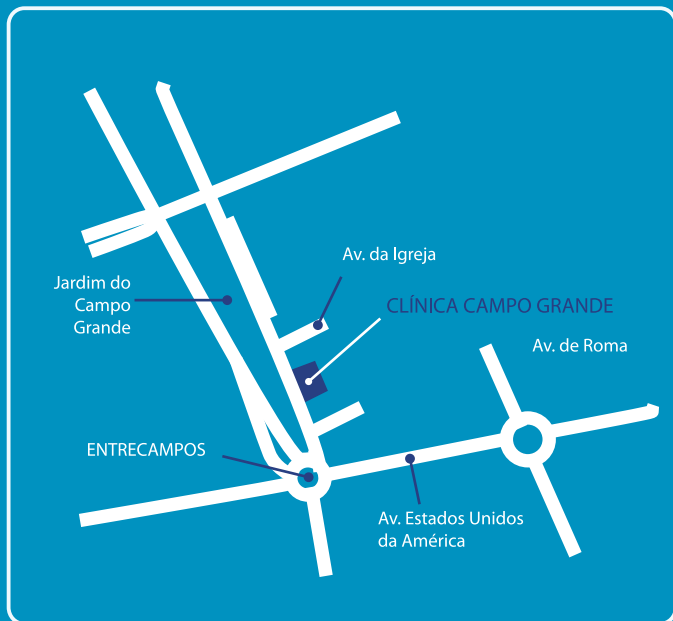 Av. da Igreja
Jardim do
Campo
Grande
CLÍNICA CAMPO GRANDE
Av. de Roma
ENTRECAMPOS
Av. Estados Unidos
da América